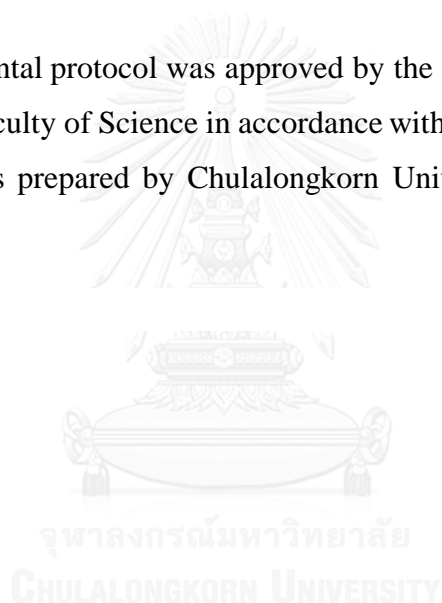 ntal protocol was approved by the
culty of Science in accordance with
s prepared by Chulalongkorn Univ
จุฬาลงกรณ์มหาวิทยาลัย
CHULALONGKORN UNIVERSITY